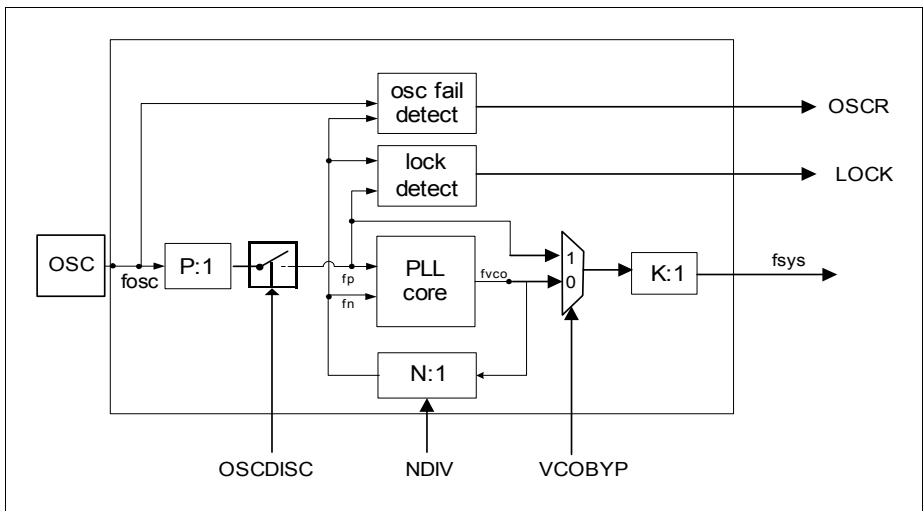 osc fail
detect
OSCR
lock
detect
LOCK
OSC
fosc
P:1
fp
fn
PLL
core
fvco
1
0
K:1
fsys
N:1
OSCDISC
NDIV
VCOBYP